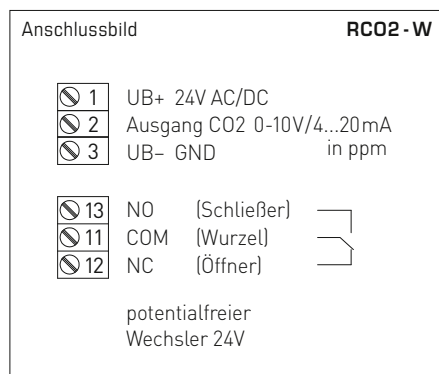 Anschlussbild RCO2-W
1 UB+ 24V AC/DC
2 Ausgang CO2 0-10V/4...20mA
3 UB– GND in ppm
13 NO (Schließer)
11 COM (Wurzel)
12 NC (Öffner)
potentialfreier
Wechsler 24V